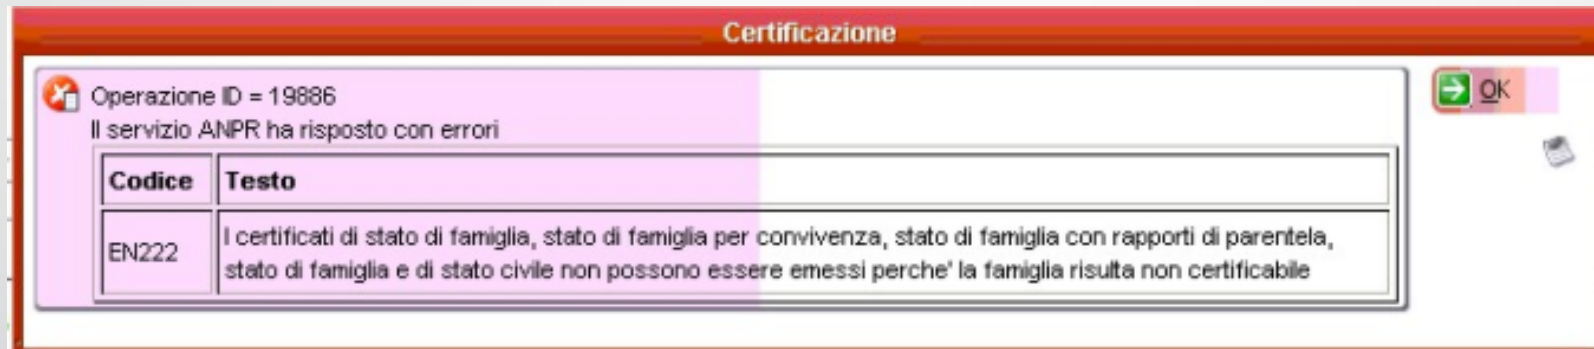 Certificazione
Operazione ID = 19886
Il servizio ANPR ha risposto con errori
Codice Testo
EN222
I certificati di stato di famiglia, stato di famiglia per convivenza, stato di famiglia con rapporti di parentela,
stato di famiglia e di stato civile non possono essere emessi perche' la famiglia risulta non certificabile
OK